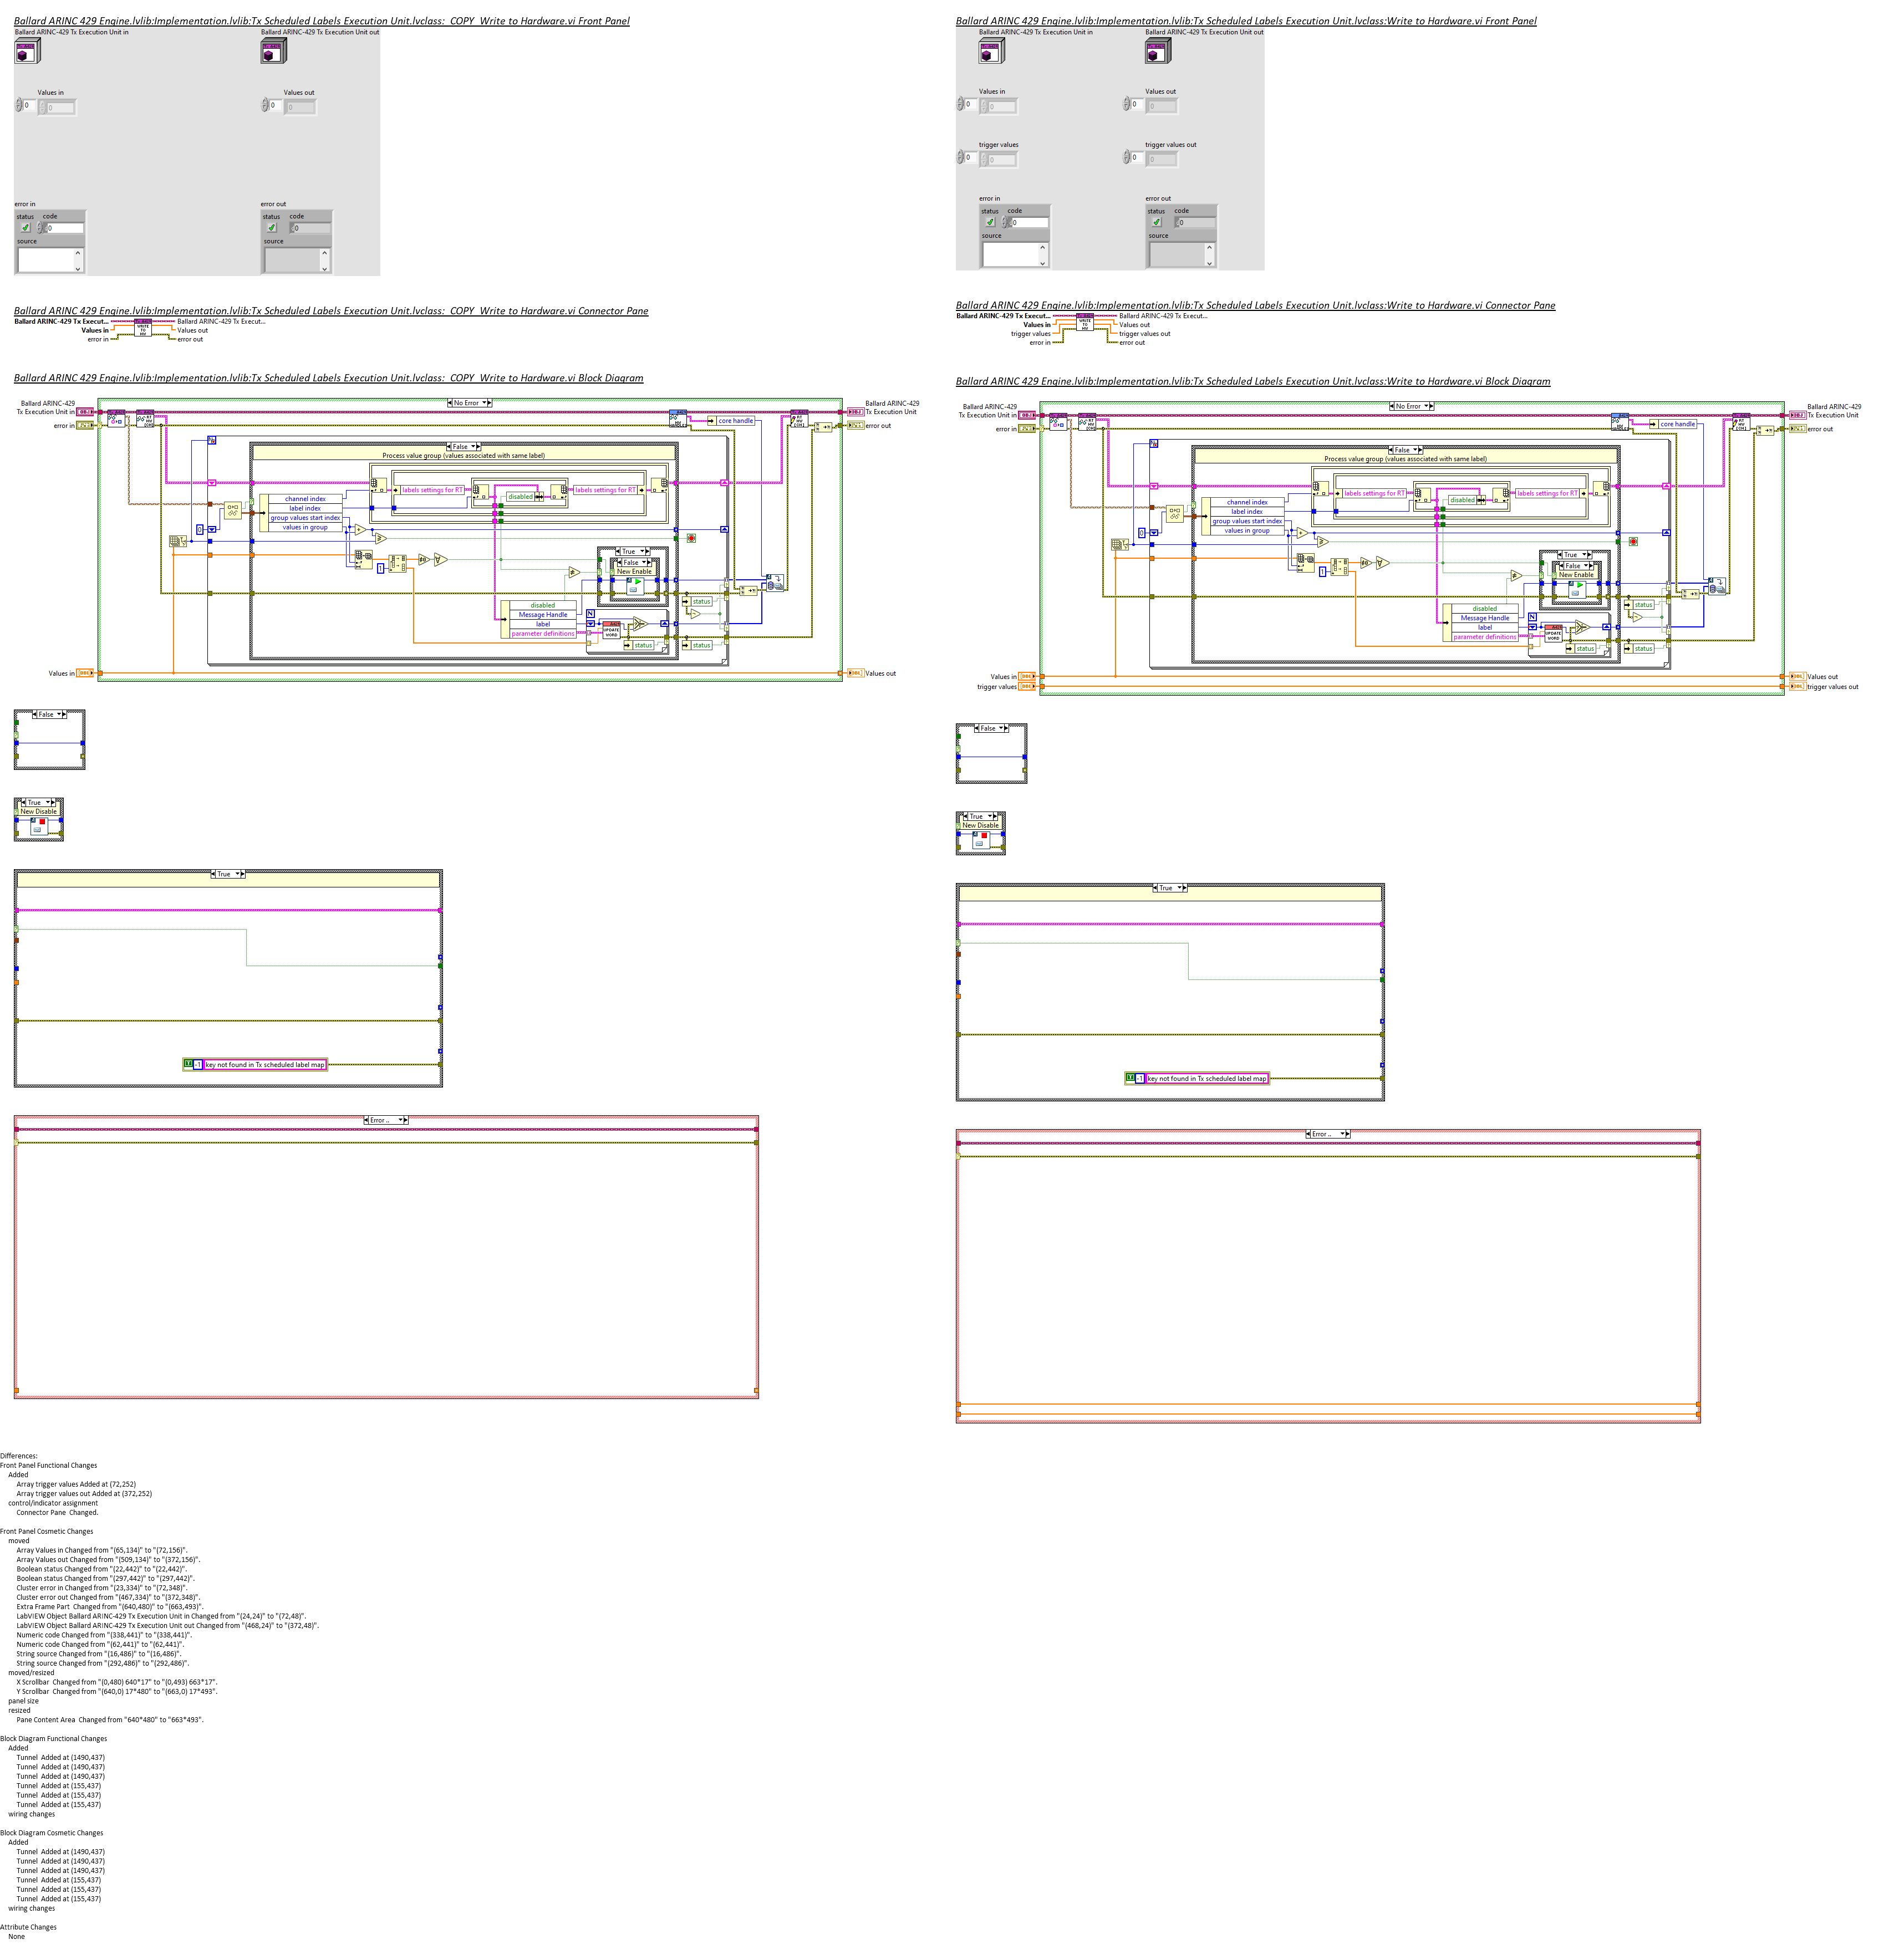 Ballard ARINC 429 Engine.lvlib:Implementation.lvlib:Tx Scheduled Labels Execution Unit.lvclass:_COPY_Write to Hardware.vi Front Panel
Ballard ARINC-429 Tx Execution Unit in
Ballard ARINC-429 Tx Execution Unit out
Values in
Values out
0
0
0
0
error in
error out
status code
status code
0
0
source
source
Ballard ARINC 429 Engine.lvlib:Implementation.lvlib:Tx Scheduled Labels Execution Unit.lvclass:_COPY_Write to Hardware.vi Connector Pane
Ballard ARINC-429 Tx Execut...
Ballard ARINC-429 Tx Execut...
Values in
Values out
error in
error out
Ballard ARINC 429 Engine.lvlib:Implementation.lvlib:Tx Scheduled Labels Execution Unit.lvclass:_COPY_Write to Hardware.vi Block Diagram
No Error
Ballard ARINC-429
Tx Execution Unit in
Ballard ARINC-429
Tx Execution Unit
error in
core handle
error out
False
Process value group (values associated with same label)
labels settings for RT
disabled
labels settings for RT
channel index
label index
group values start index
values in group
0
1
True
False
New Enable
disabled
Message Handle
label
parameter definitions
N
UPDATE
WORD
status
status
status
Values in
Values out
False
True
New Disable
True
-1 key not found in Tx scheduled label map
Error ..
Ballard ARINC 429 Engine.lvlib:Implementation.lvlib:Tx Scheduled Labels Execution Unit.lvclass:Write to Hardware.vi Front Panel
Ballard ARINC-429 Tx Execution Unit in
Ballard ARINC-429 Tx Execution Unit out
Values in
Values out
0
0
0
0
trigger values
trigger values out
0
0
0
0
error in
error out
status code
status code
0
0
source
source
Ballard ARINC 429 Engine.lvlib:Implementation.lvlib:Tx Scheduled Labels Execution Unit.lvclass:Write to Hardware.vi Connector Pane
Ballard ARINC-429 Tx Execut...
Ballard ARINC-429 Tx Execut...
Values in
Values out
trigger values
trigger values out
error in
error out
Ballard ARINC 429 Engine.lvlib:Implementation.lvlib:Tx Scheduled Labels Execution Unit.lvclass:Write to Hardware.vi Block Diagram
No Error
Ballard ARINC-429
Tx Execution Unit in
Ballard ARINC-429
Tx Execution Unit out
error in
core handle
error out
False
Process value group (values associated with same label)
labels settings for RT
disabled
labels settings for RT
channel index
label index
group values start index
values in group
0
1
True
False
New Enable
disabled
Message Handle
label
parameter definitions
N
UPDATE
WORD
status
status
status
Values in
Values out
trigger values
trigger values out
False
True
New Disable
True
-1 key not found in Tx scheduled label map
Error ..
Differences:
Front Panel Functional Changes
Added
Array trigger values Added at (72,252)
Array trigger values out Added at (372,252)
control/indicator assignment
Connector Pane Changed.
Front Panel Cosmetic Changes
moved
Array Values in Changed from "(65,134)" to "(72,156)".
Array Values out Changed from "(509,134)" to "(372,156)".
Boolean status Changed from "(22,442)" to "(22,442)".
Boolean status Changed from "(297,442)" to "(297,442)".
Cluster error in Changed from "(23,334)" to "(72,348)".
Cluster error out Changed from "(467,334)" to "(372,348)".
Extra Frame Part Changed from "(640,480)" to "(663,493)".
LabVIEW Object Ballard ARINC-429 Tx Execution Unit in Changed from "(24,24)" to "(72,48)".
LabVIEW Object Ballard ARINC-429 Tx Execution Unit out Changed from "(468,24)" to "(372,48)".
Numeric code Changed from "(338,441)" to "(338,441)".
Numeric code Changed from "(62,441)" to "(62,441)".
String source Changed from "(16,486)" to "(16,486)".
String source Changed from "(292,486)" to "(292,486)".
moved/resized
X Scrollbar Changed from "(0,480) 640*17" to "(0,493) 663*17".
Y Scrollbar Changed from "(640,0) 17*480" to "(663,0) 17*493".
panel size
resized
Pane Content Area Changed from "640*480" to "663*493".
Block Diagram Functional Changes
Added
Tunnel Added at (1490,437)
Tunnel Added at (1490,437)
Tunnel Added at (1490,437)
Tunnel Added at (155,437)
Tunnel Added at (155,437)
Tunnel Added at (155,437)
wiring changes
Block Diagram Cosmetic Changes
Added
Tunnel Added at (1490,437)
Tunnel Added at (1490,437)
Tunnel Added at (1490,437)
Tunnel Added at (155,437)
Tunnel Added at (155,437)
Tunnel Added at (155,437)
wiring changes
Attribute Changes
None